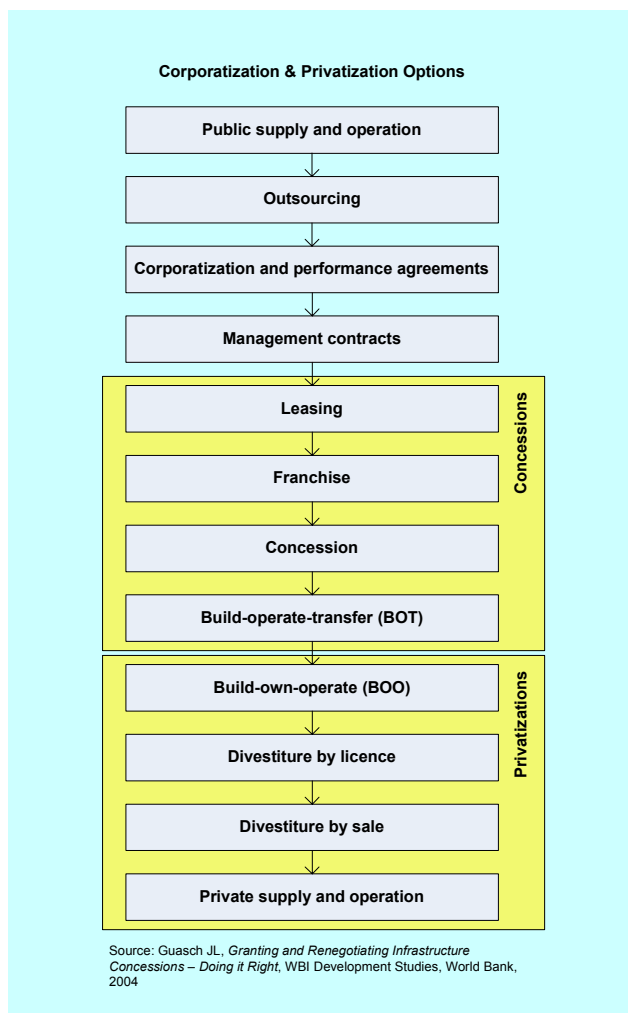 Corporatization & Privatization Options
Public supply and operation
Outsourcing
Corporatization and performance agreements
Management contracts
Concessions
Leasing
Franchise
Concession
Build-operate-transfer (BOT)
Privatizations
Build-own-operate (BOO)
Divestiture by licence
Divestiture by sale
Private supply and operation
Source: Guasch JL, Granting and Renegotiating Infrastructure
Concessions – Doing it Right, WBI Development Studies, World Bank,
2004